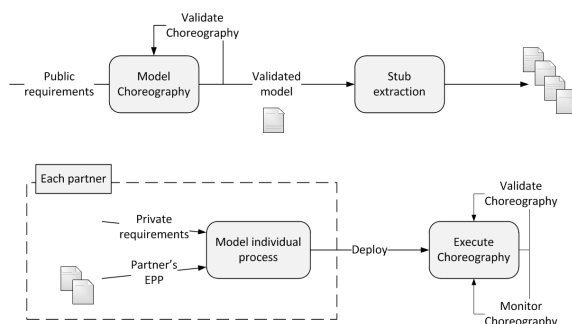 Validate
Choreography
Public
requirements
Model
Choreography
Validated
model
Stub
extraction
Each partner
Private
requirements
Partner's
EPP
Model individual
process
Deploy
Execute
Choreography
Validate
Choreography
Monitor
Choreography